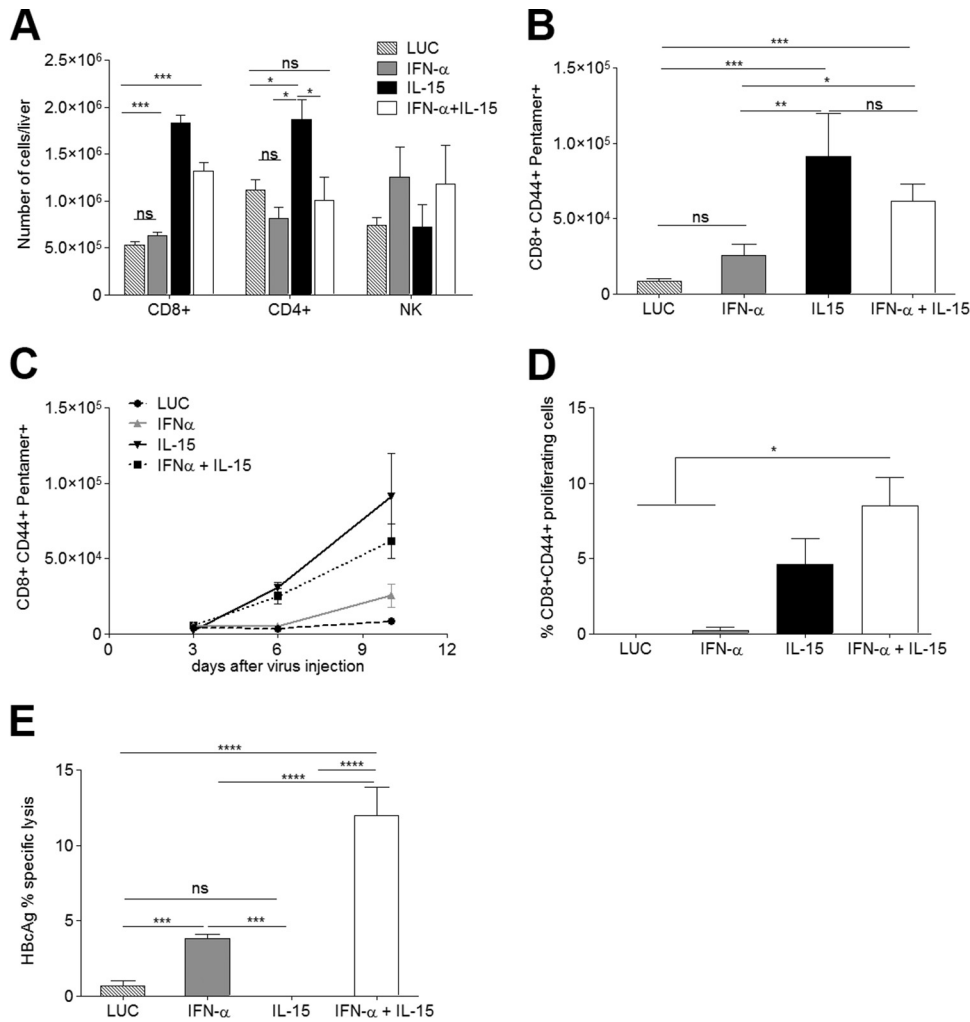 A
LUC
IFN-α
IL-15
IFN-α+IL-15
Number of cells/liver
2.5×10⁶
2.0×10⁶
1.5×10⁶
1.0×10⁶
5.0×10⁵
0
***
***
ns
ns
*
*
*
ns
CD8+
CD4+
NK
B
CD8+ CD44+ Pentamer+
1.5×10⁵
1.0×10⁵
5.0×10⁴
0
***
***
*
**
ns
ns
LUC
IFN-α
IL15
IFN-α + IL-15
C
LUC
IFNα
IL-15
IFNα + IL-15
CD8+ CD44+ Pentamer+
1.5×10⁵
1.0×10⁵
5.0×10⁴
0
0
3
6
9
12
days after virus injection
D
% CD8+CD44+ proliferating cells
15
10
5
0
*
LUC
IFN-α
IL-15
IFN-α + IL-15
E
HBcAg % specific lysis
15
10
5
0
****
****
****
ns
***
***
LUC
IFN-α
IL-15
IFN-α + IL-15